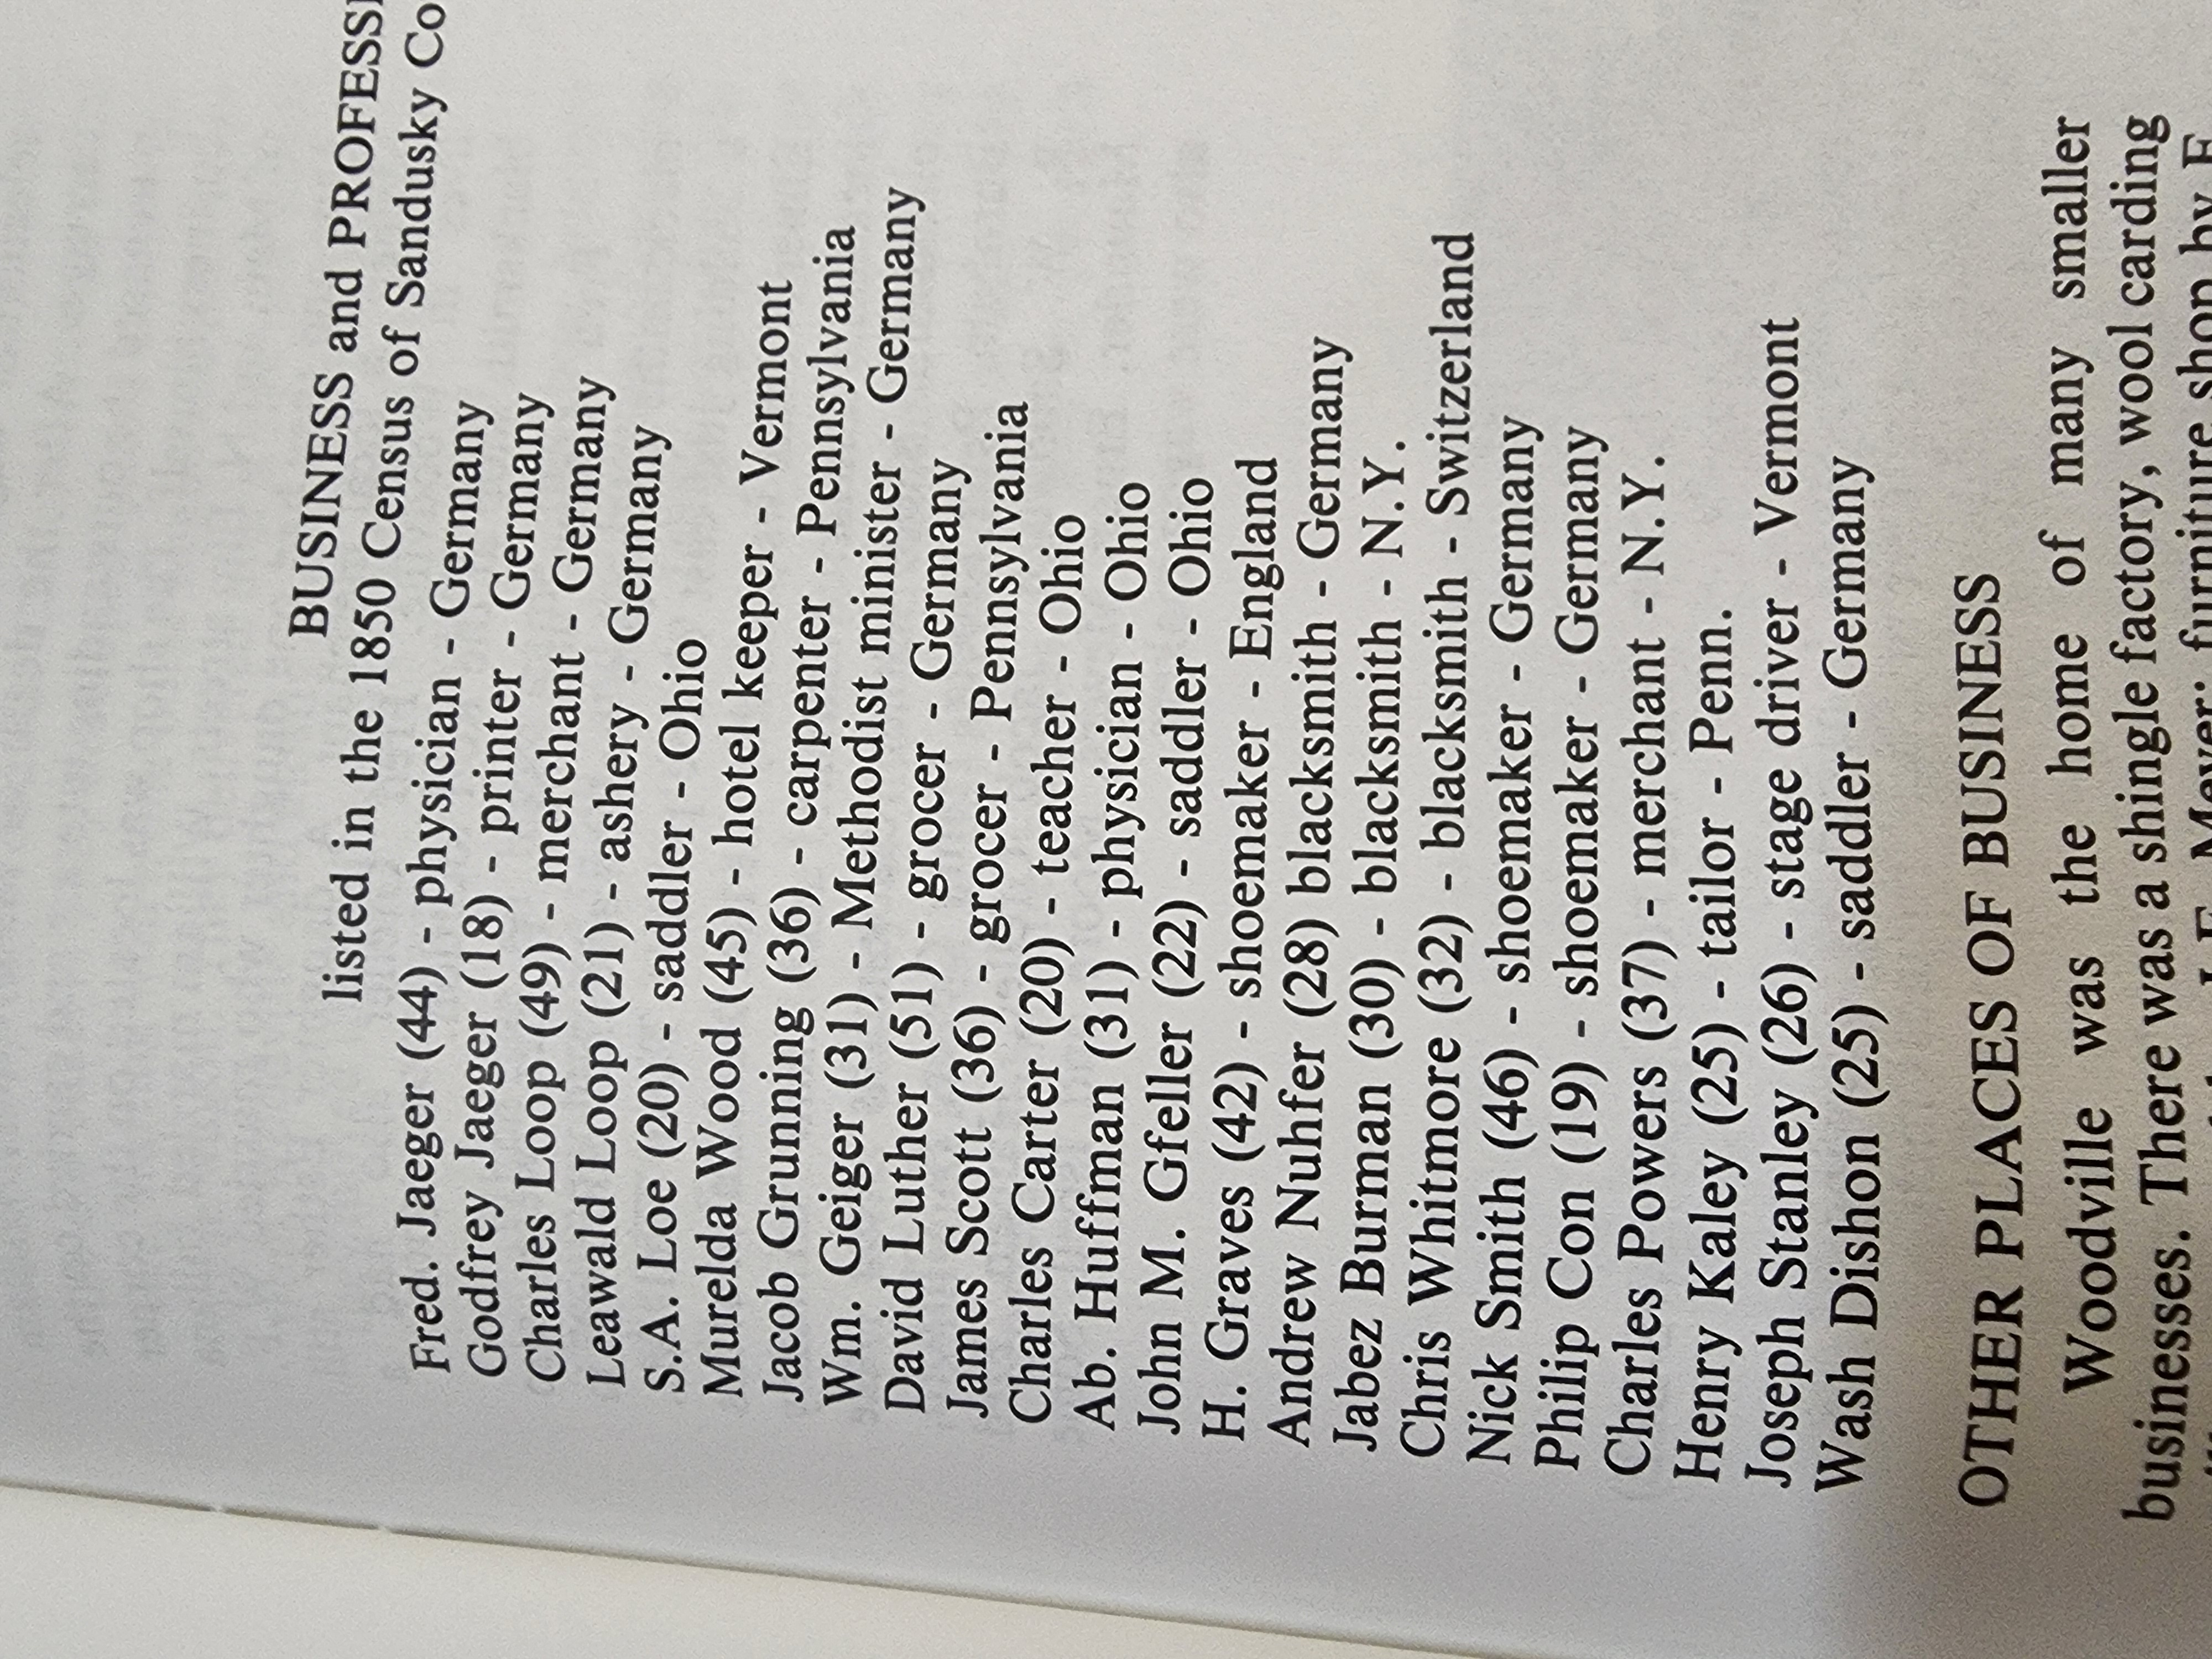 BUSINESS and
listed in the 1850 Census of Sandusky
Fred. Jaeger (44) - physician - Germany
Godfrey Jaeger (18) - printer - Germany
Charles Loop (49) - merchant - Germany
Leawald Loop (21) - ashery - Germany
S.A. Loe (20) - saddler - Ohio
Murelda Wood (45) - hotel keeper - Vermont
Jacob Grunning (36) - carpenter - Pennsylvania
Wm. Geiger (31) - Methodist minister - Germany
David Luther (51) - grocer - Germany
James Scott (36) - grocer - Pennsylvania
Charles Carter (20) - teacher - Ohio
Ab. Huffman (31) - physician - Ohio
John M. Gfeller (22) - saddler - Ohio
H. Graves (42) - shoemaker - England
Andrew Nuhfer (28) blacksmith - Germany
Jabez Burman (30) - blacksmith - N.Y.
Chris Whitmore (32) - blacksmith - Switzerland
Nick Smith (46) - shoemaker - Germany
Philip Con (19) - shoemaker - Germany
Charles Powers (37) - merchant - N.Y.
Henry Kaley (25) - tailor - Penn.
Joseph Stanley (26) - stage driver - Vermont
Wash Dishon (25) - saddler - Germany
OTHER PLACES OF BUSINESS
Woodville was the home of many smaller
businesses. There was a shingle factory, wool carding
Meyer; furniture shop by